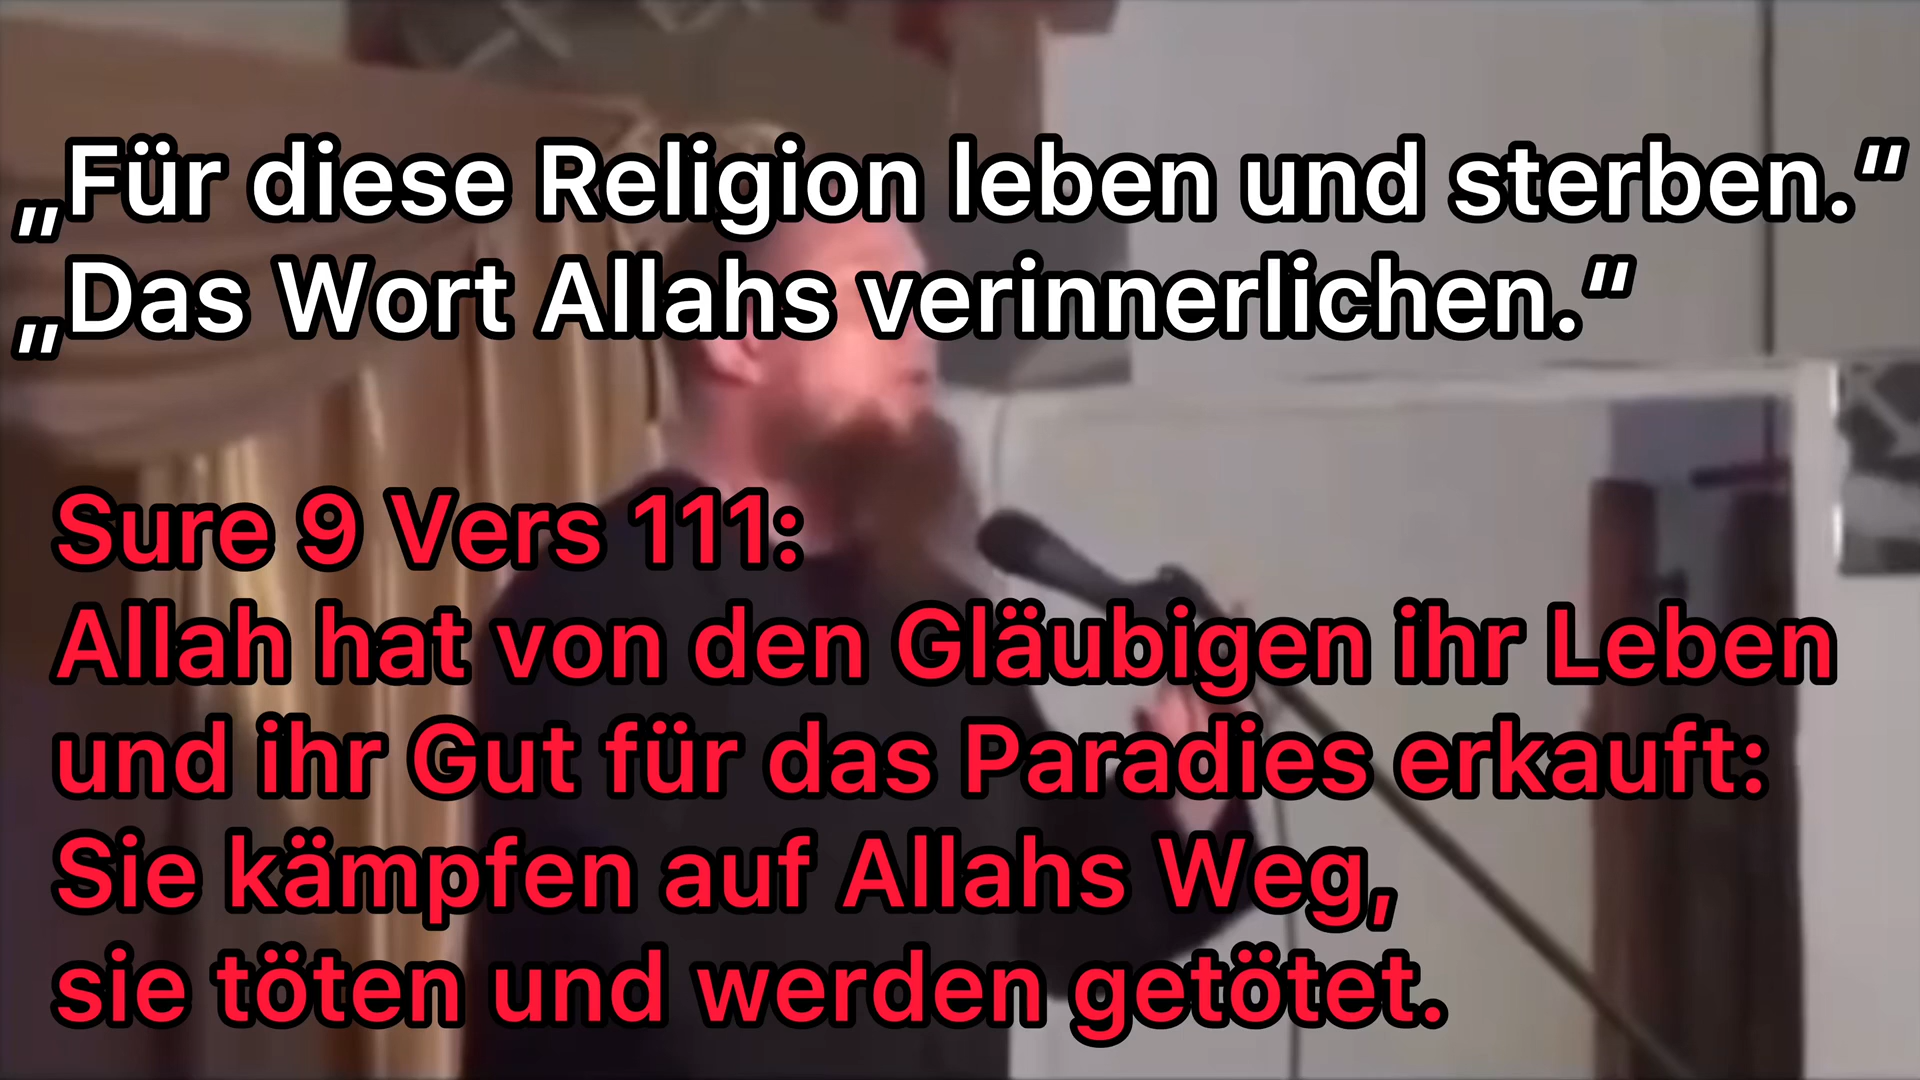 „Für diese Religion leben und sterben.“
„Das Wort Allahs verinnerlichen.“
Sure 9 Vers 111:
Allah hat von den Gläubigen ihr Leben
und ihr Gut für das Paradies erkauft:
Sie kämpfen auf Allahs Weg,
sie töten und werden getötet.